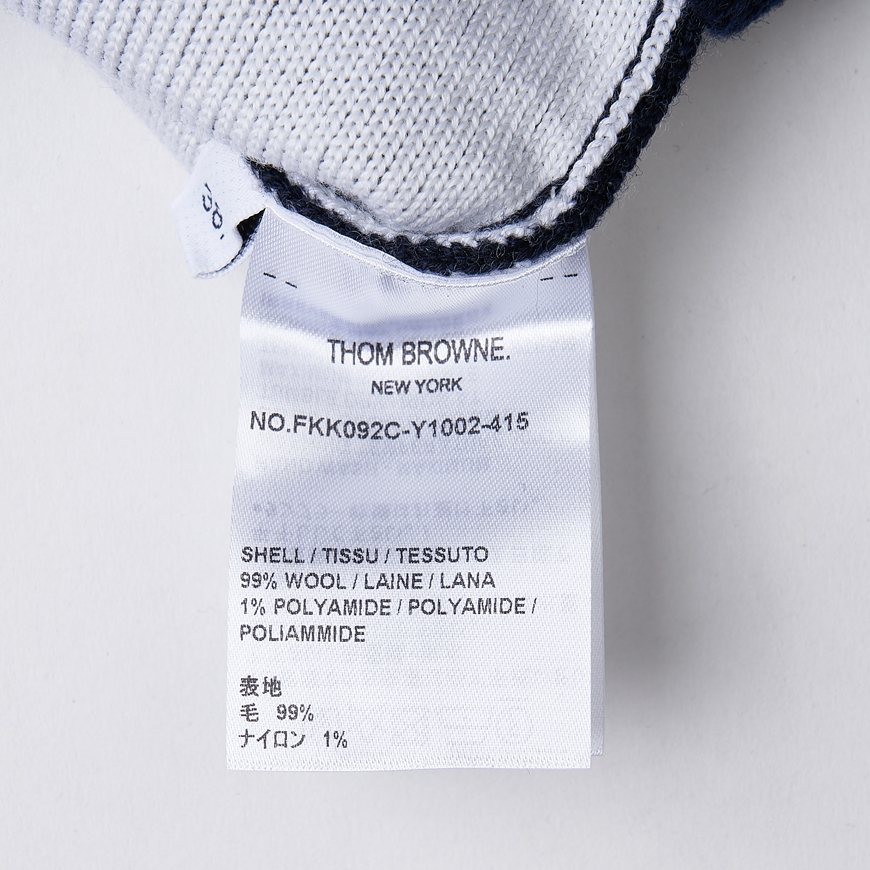 THOM BROWNE.
NEW YORK
NO.FKK092C-Y1002-415
SHELL / TISSU / TESSUTO
99% WOOL / LAINE / LANA
1% POLYAMIDE / POLYAMIDE /
POLIAMMIDE
表地
毛 99%
ナイロン 1%